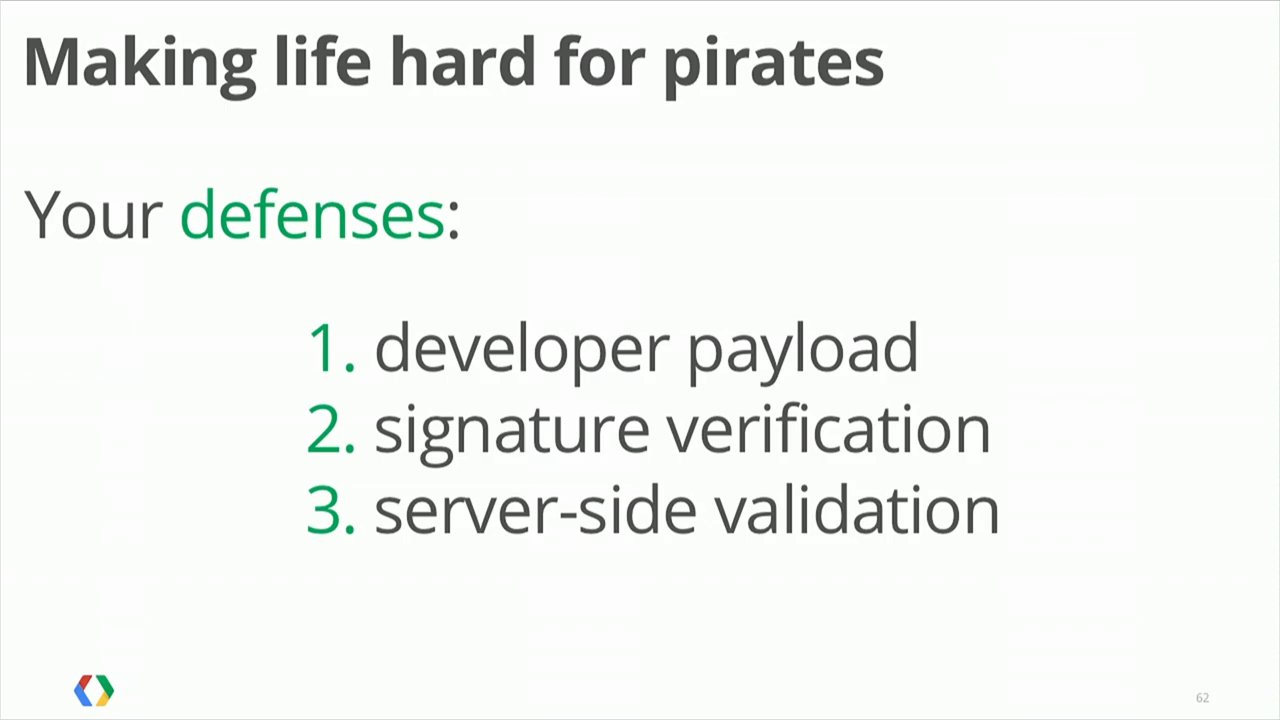 Making life hard for pirates
Your defenses:
1. developer payload
2. signature verification
3. server-side validation
62